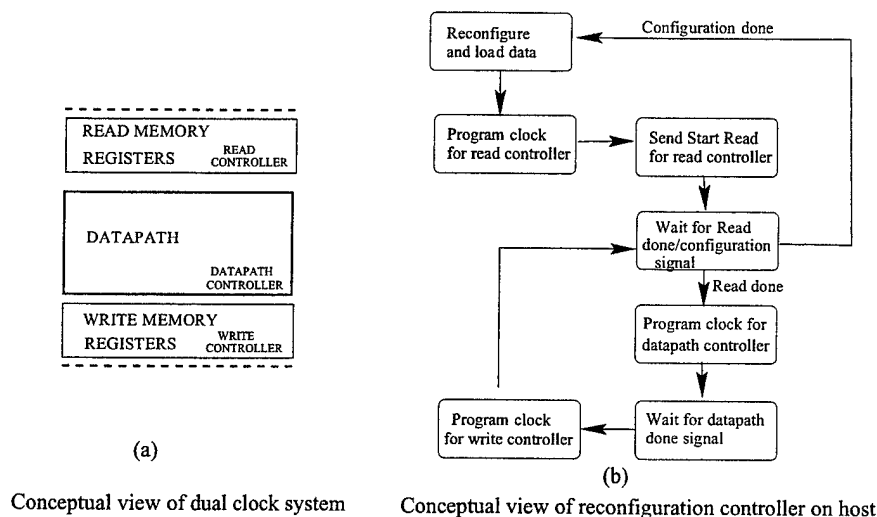 READ MEMORY
REGISTERS
READ
CONTROLLER
DATAPATH
DATAPATH
CONTROLLER
WRITE MEMORY
REGISTERS
WRITE
CONTROLLER
(a)
Conceptual view of dual clock system
Reconfigure
and load data
Configuration done
Program clock
for read controller
Send Start Read
for read controller
Wait for Read
done/configuration
signal
Read done
Program clock for
datapath controller
Wait for datapath
done signal
Program clock
for write controller
(b)
Conceptual view of reconfiguration controller on host